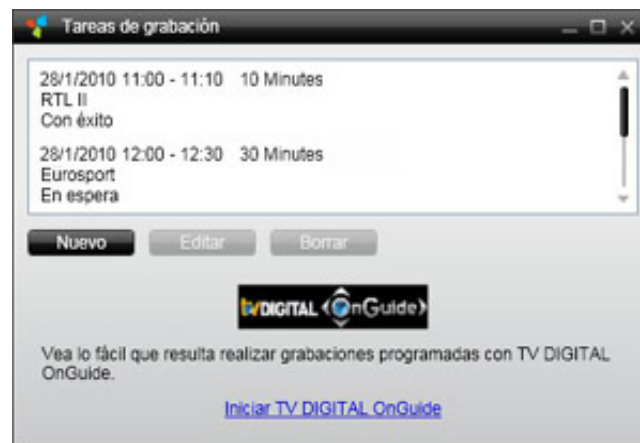 Tareas de grabación
28/1/2010 11:00 - 11:10 10 Minutes
RTL II
Con éxito
28/1/2010 12:00 - 12:30 30 Minutes
Eurosport
En espera
Nuevo Editar Borrar
tvDIGITAL OnGuide
Vea lo fácil que resulta realizar grabaciones programadas con TV DIGITAL
OnGuide.
Iniciar TV DIGITAL OnGuide